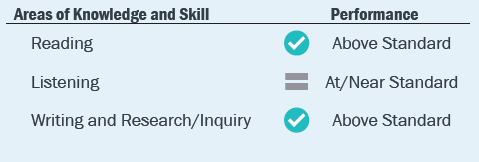 Areas of Knowledge and Skill Performance
Reading Above Standard
Listening At/Near Standard
Writing and Research/Inquiry Above Standard